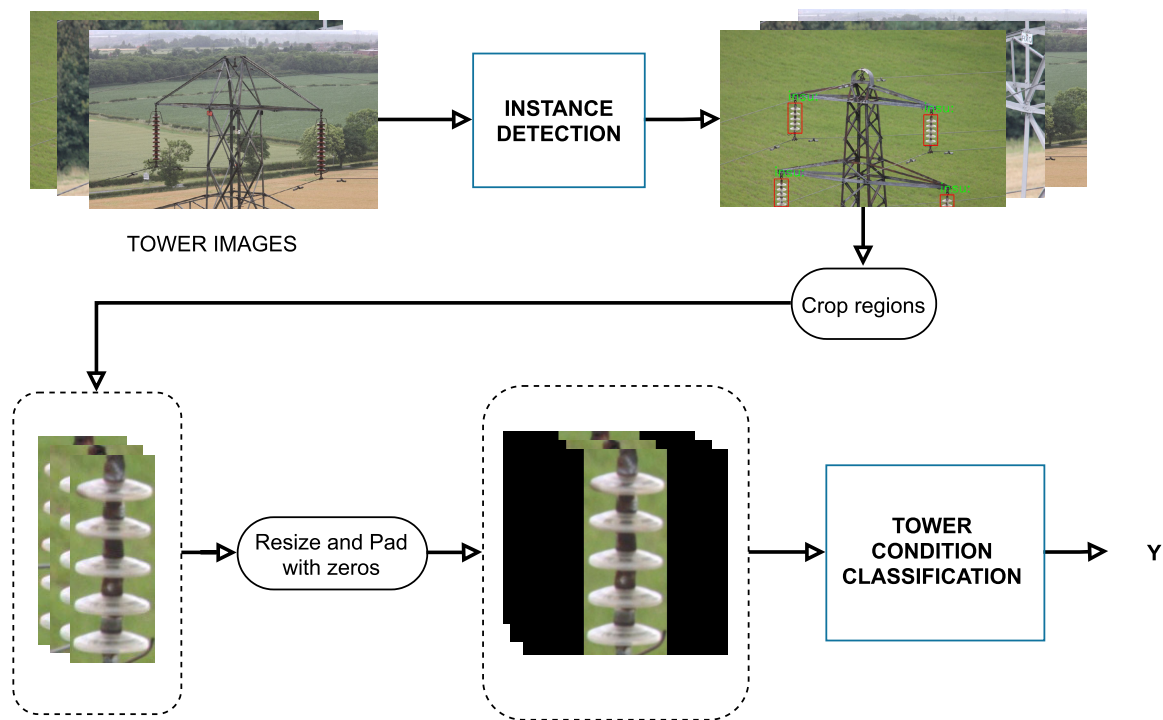 INSTANCE
DETECTION
TOWER IMAGES
Crop regions
Resize and Pad
with zeros
TOWER
CONDITION
CLASSIFICATION
Y